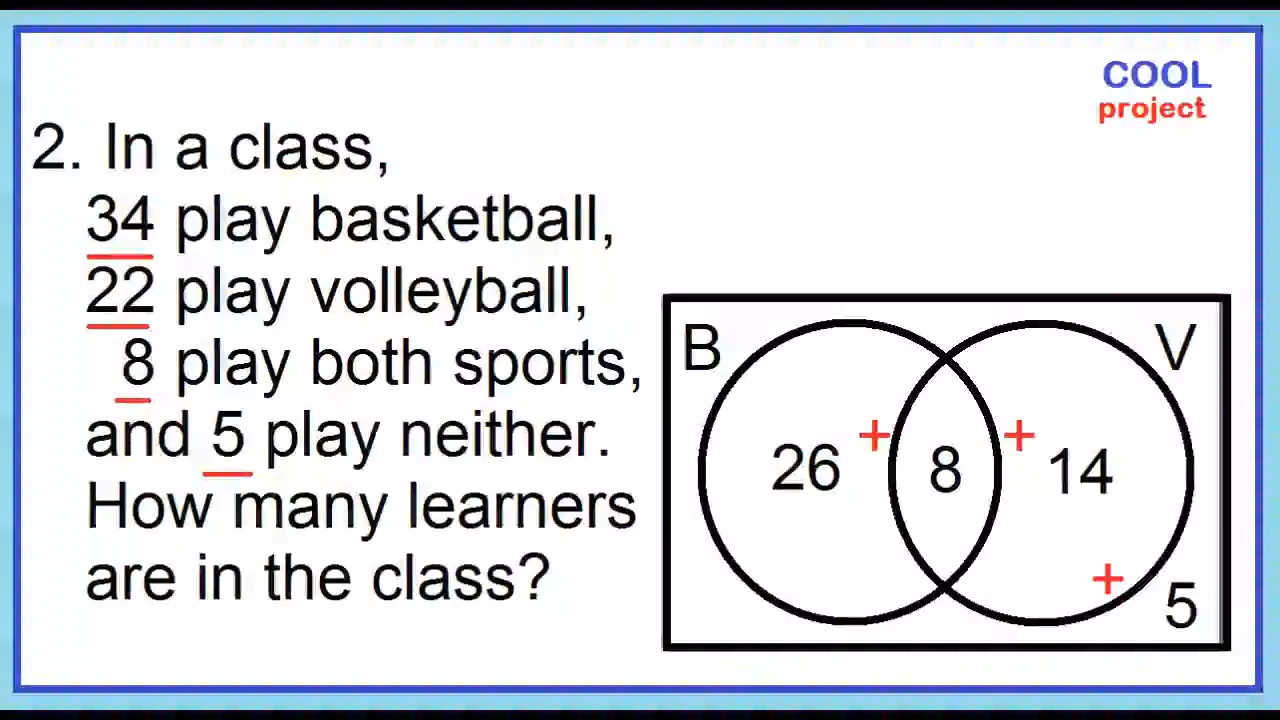 COOL
project
2. In a class,
34 play basketball,
22 play volleyball,
8 play both sports,
and 5 play neither.
How many learners
are in the class?
B V
26 + 8 + 14
+ 5